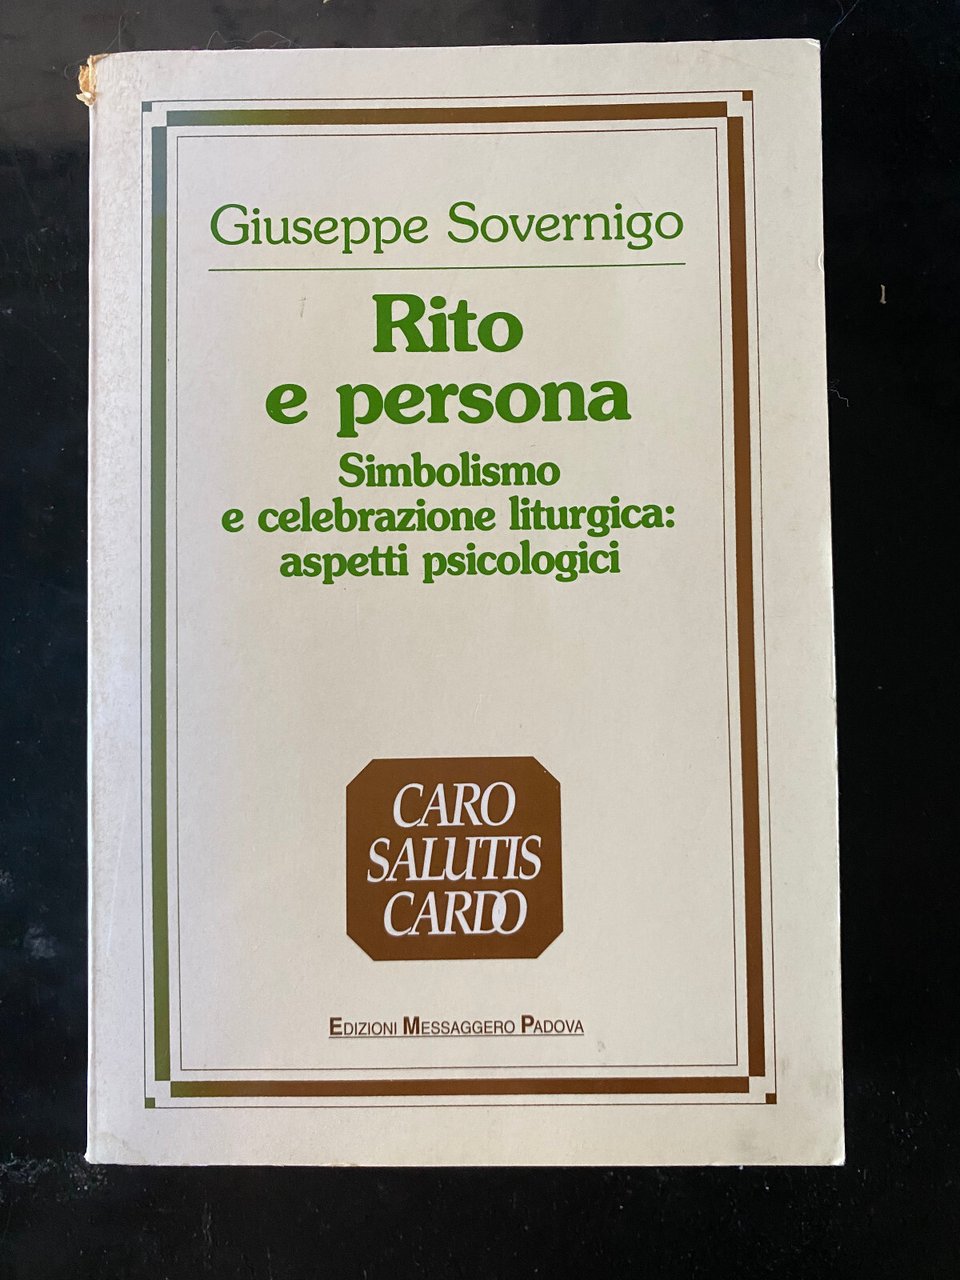 Giuseppe Sovernigo
Rito
e persona
Simbolismo
e celebrazione liturgica:
aspetti psicologici
CARO
SALUTIS
CARDO
EDIZIONI MESSAGGERO PADOVA